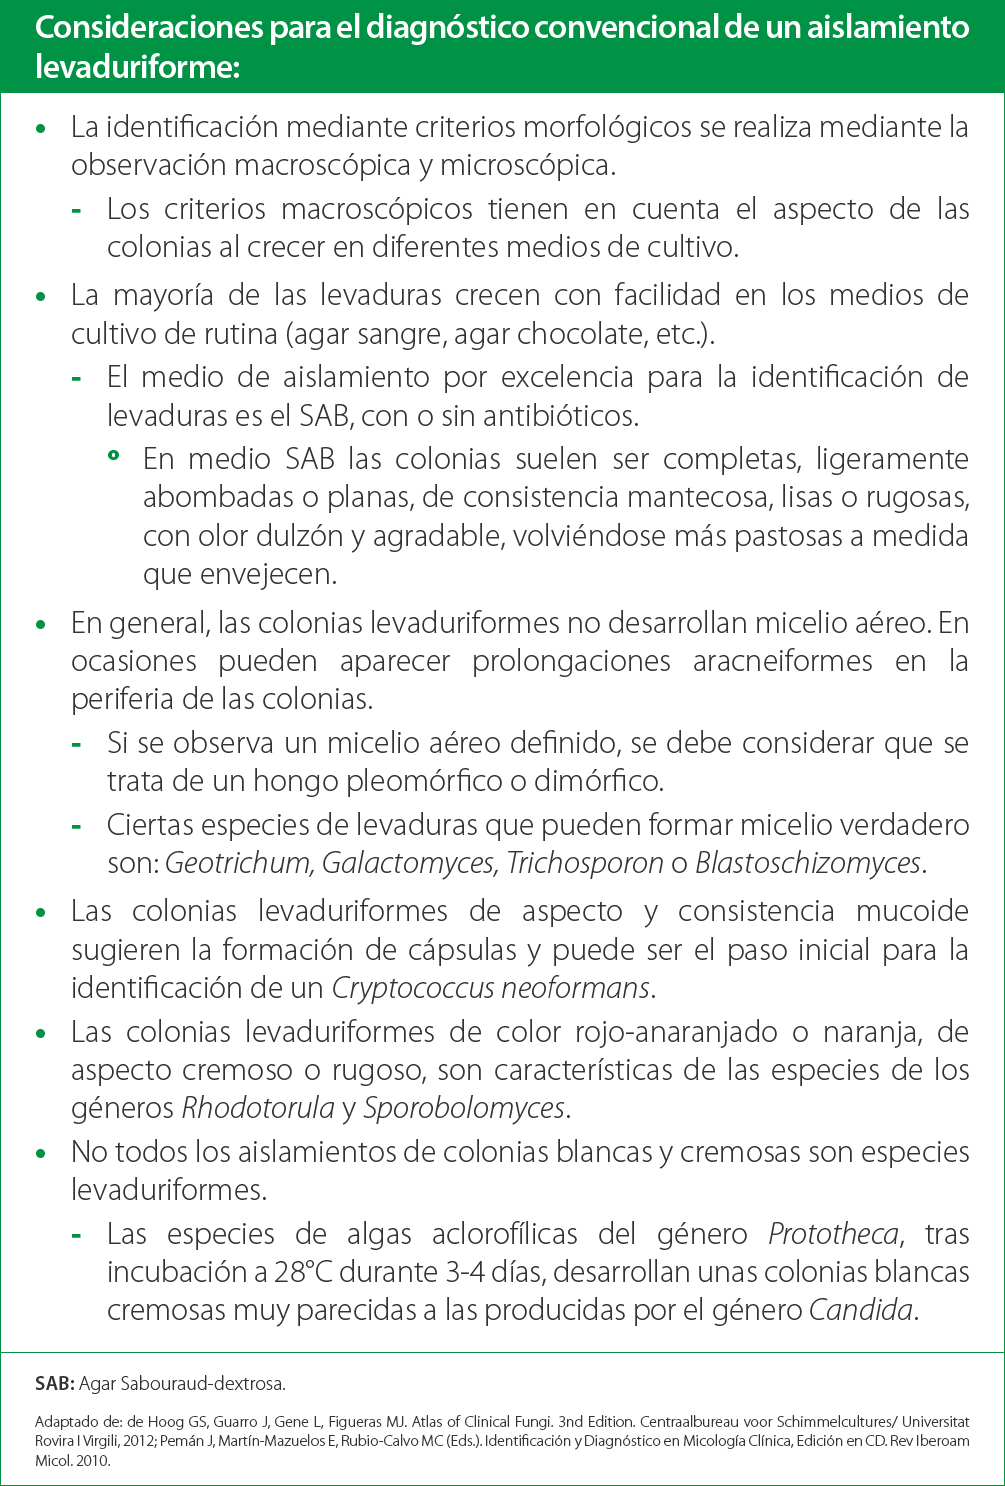 Consideraciones para el diagnóstico convencional de un aislamiento
levaduriforme:
• La identificación mediante criterios morfológicos se realiza mediante la
observación macroscópica y microscópica.
- Los criterios macroscópicos tienen en cuenta el aspecto de las
colonias al crecer en diferentes medios de cultivo.
• La mayoría de las levaduras crecen con facilidad en los medios de
cultivo de rutina (agar sangre, agar chocolate, etc.).
- El medio de aislamiento por excelencia para la identificación de
levaduras es el SAB, con o sin antibióticos.
° En medio SAB las colonias suelen ser completas, ligeramente
abombadas o planas, de consistencia mantecosa, lisas o rugosas,
con olor dulzón y agradable, volviéndose más pastosas a medida
que envejecen.
• En general, las colonias levaduriformes no desarrollan micelio aéreo. En
ocasiones pueden aparecer prolongaciones aracneiformes en la
periferia de las colonias.
- Si se observa un micelio aéreo definido, se debe considerar que se
trata de un hongo pleomórfico o dimórfico.
- Ciertas especies de levaduras que pueden formar micelio verdadero
son: Geotrichum, Galactomyces, Trichosporon o Blastoschizomyces.
• Las colonias levaduriformes de aspecto y consistencia mucoide
sugieren la formación de cápsulas y puede ser el paso inicial para la
identificación de un Cryptococcus neoformans.
• Las colonias levaduriformes de color rojo-anaranjado o naranja, de
aspecto cremoso o rugoso, son características de las especies de los
géneros Rhodotorula y Sporobolomyces.
• No todos los aislamientos de colonias blancas y cremosas son especies
levaduriformes.
- Las especies de algas aclorofílicas del género Prototheca, tras
incubación a 28°C durante 3-4 días, desarrollan unas colonias blancas
cremosas muy parecidas a las producidas por el género Candida.
SAB: Agar Sabouraud-dextrosa.
Adaptado de: de Hoog GS, Guarro J, Gene L, Figueras MJ. Atlas of Clinical Fungi. 3nd Edition. Centraalbureau voor Schimmelcultures/ Universitat
Rovira I Virgili, 2012; Pemán J, Martín-Mazuelos E, Rubio-Calvo MC (Eds.). Identificación y Diagnóstico en Micología Clínica, Edición en CD. Rev Iberoam
Micol. 2010.